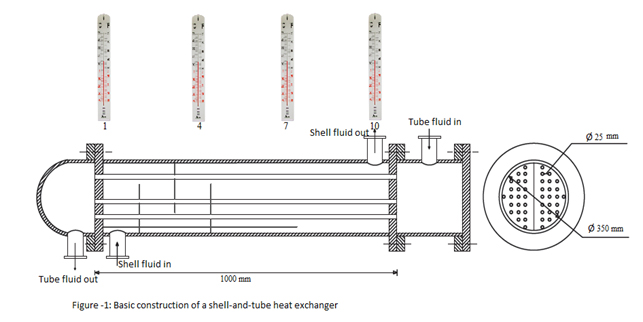 1
4
7
10
Shell fluid out
Tube fluid in
Ø 25 mm
Ø 350 mm
Shell fluid in
Tube fluid out
1000 mm
Figure -1: Basic construction of a shell-and-tube heat exchanger